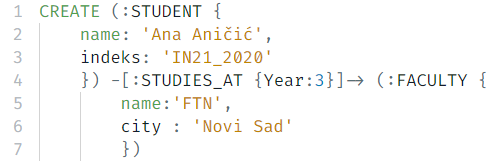 1 CREATE (:STUDENT {
2 name: 'Ana Aničić',
3 indeks: 'IN21_2020'
4 }) -[:STUDIES_AT {Year:3}]→ (:FACULTY {
5 name:'FTN',
6 city : 'Novi Sad'
7 })